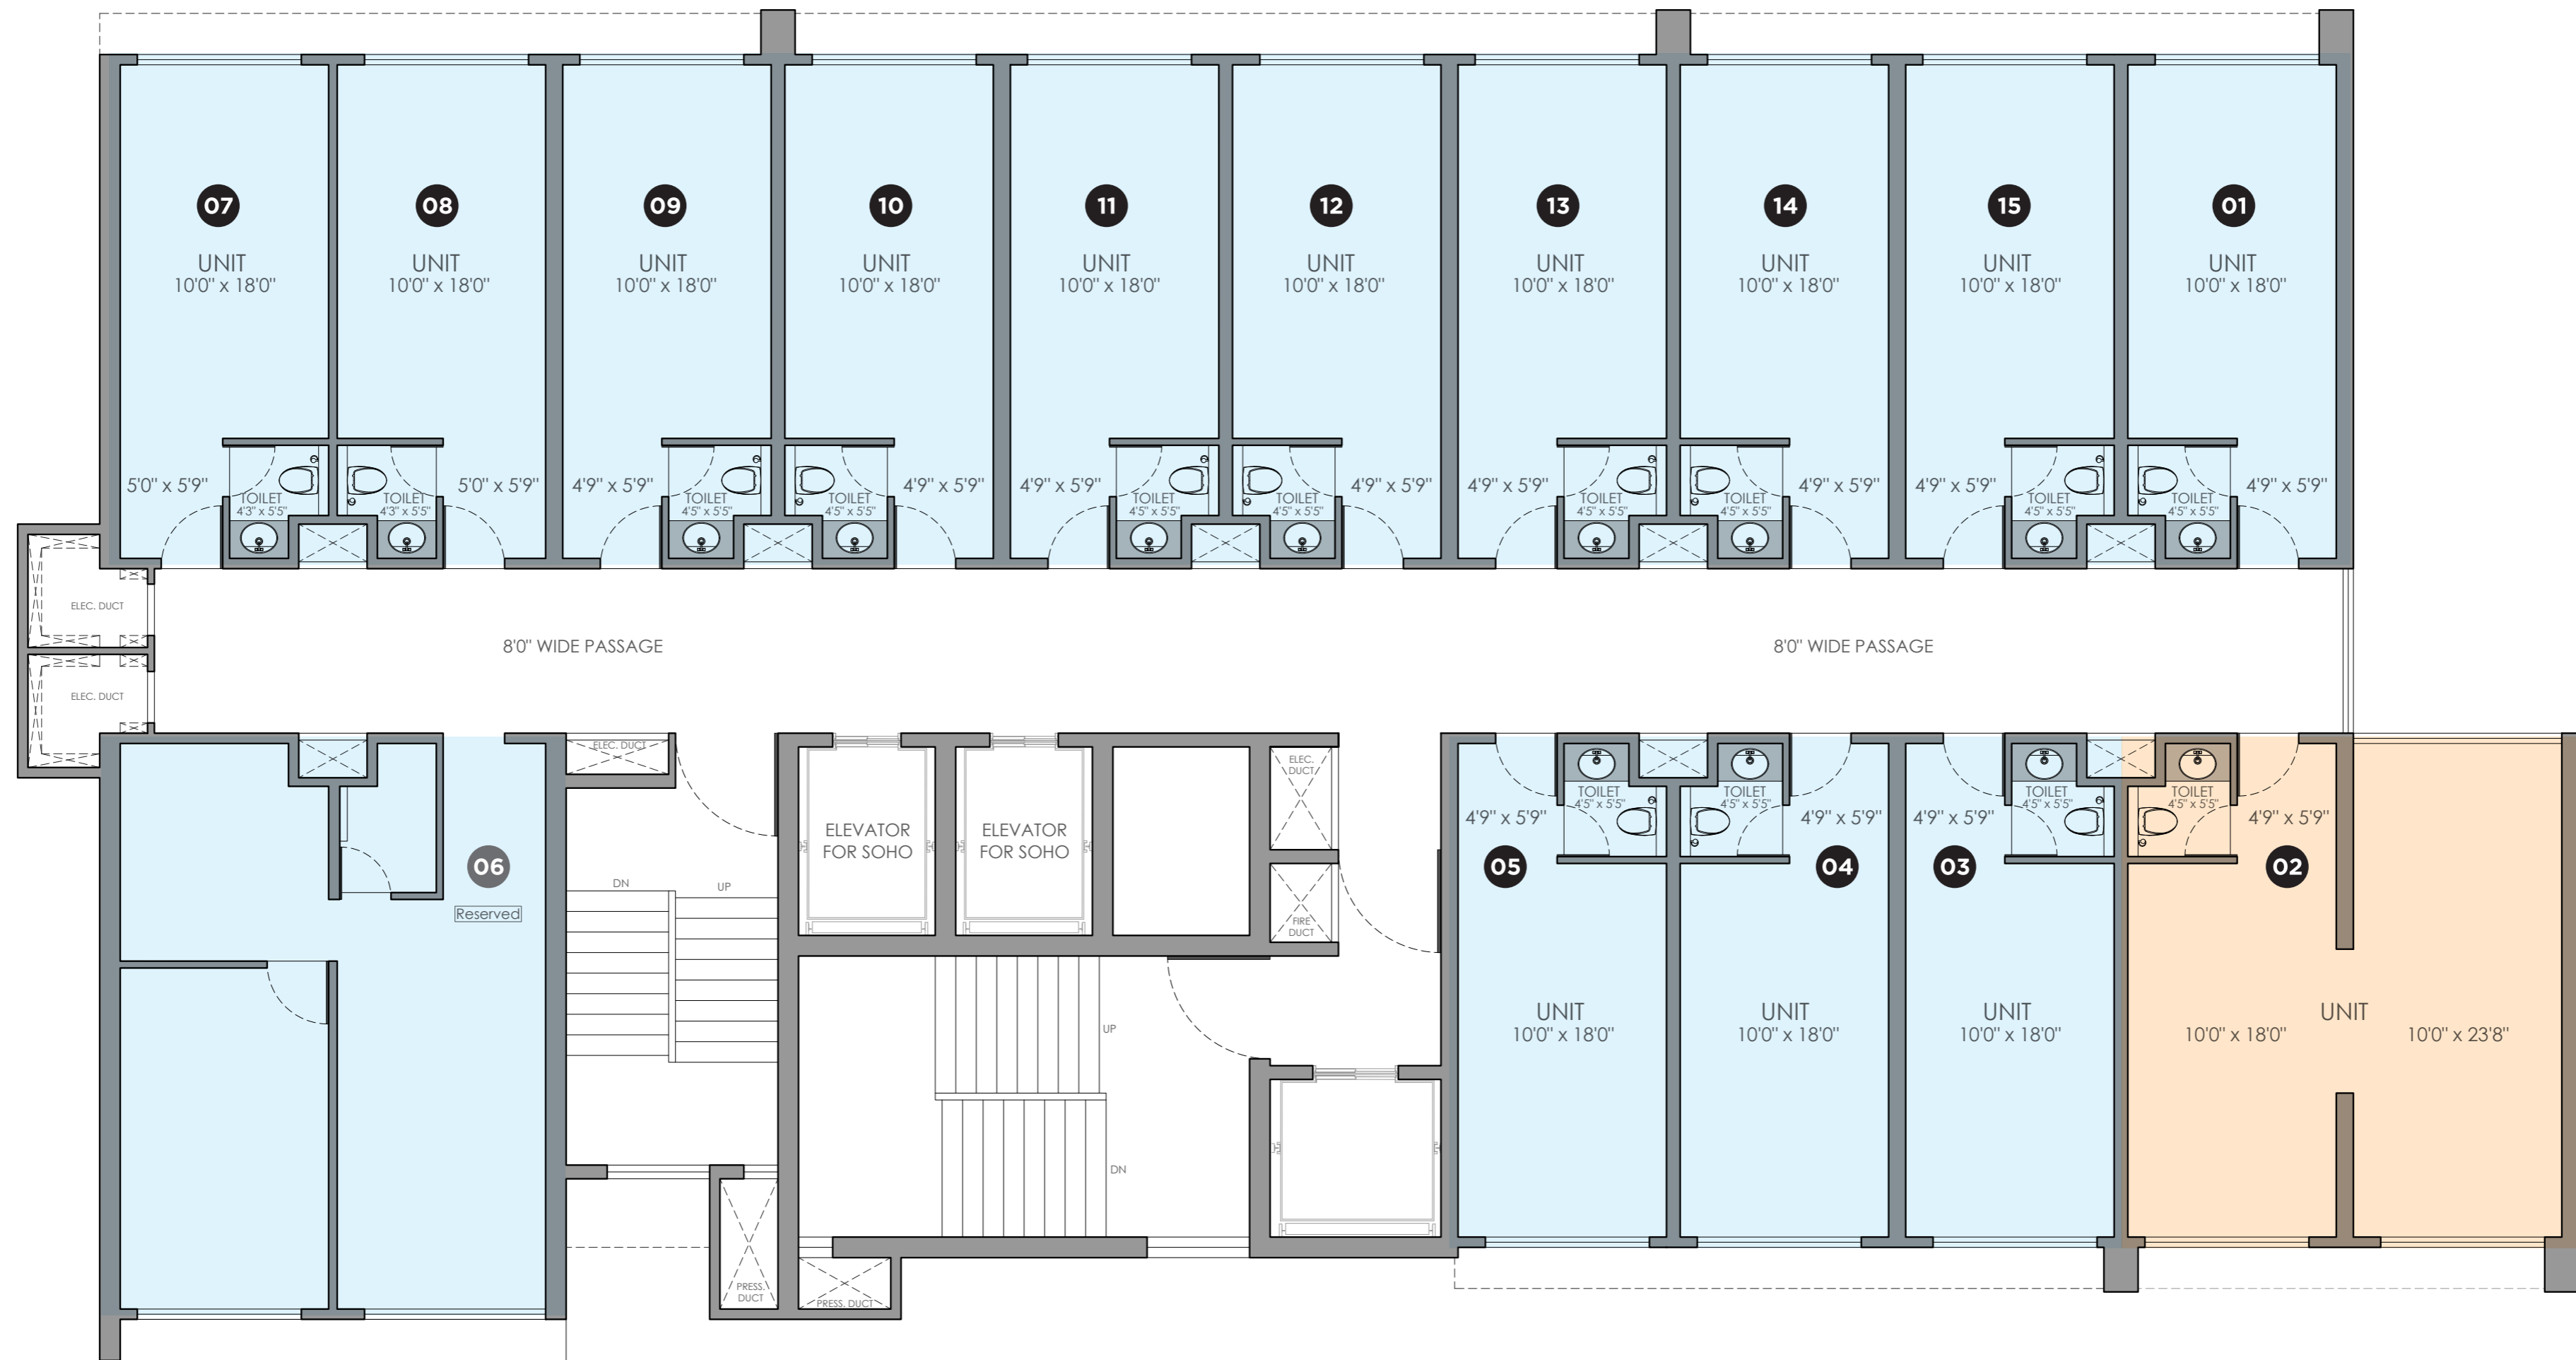 07
08
09
10
11
12
13
14
15
01
UNIT
10'0" x 18'0"
UNIT
10'0" x 18'0"
UNIT
10'0" x 18'0"
UNIT
10'0" x 18'0"
UNIT
10'0" x 18'0"
UNIT
10'0" x 18'0"
UNIT
10'0" x 18'0"
UNIT
10'0" x 18'0"
UNIT
10'0" x 18'0"
UNIT
10'0" x 18'0"
5'0" x 5'9"
TOILET
4'3" x 5'5"
TOILET
4'3" x 5'5"
5'0" x 5'9"
4'9" x 5'9"
TOILET
4'5" x 5'5"
TOILET
4'5" x 5'5"
4'9" x 5'9"
4'9" x 5'9"
TOILET
4'5" x 5'5"
TOILET
4'5" x 5'5"
4'9" x 5'9"
4'9" x 5'9"
TOILET
4'5" x 5'5"
TOILET
4'5" x 5'5"
4'9" x 5'9"
4'9" x 5'9"
TOILET
4'5" x 5'5"
TOILET
4'5" x 5'5"
4'9" x 5'9"
ELEC. DUCT
8'0" WIDE PASSAGE
8'0" WIDE PASSAGE
ELEC. DUCT
ELEC. DUCT
ELEC.
DUCT
ELEVATOR
FOR SOHO
ELEVATOR
FOR SOHO
TOILET
4'5" x 5'5"
TOILET
4'5" x 5'5"
TOILET
4'5" x 5'5"
TOILET
4'5" x 5'5"
4'9" x 5'9"
4'9" x 5'9"
4'9" x 5'9"
4'9" x 5'9"
06
Reserved
05
04
03
02
DN
UP
FIRE
DUCT
UP
DN
UNIT
10'0" x 18'0"
UNIT
10'0" x 18'0"
UNIT
10'0" x 18'0"
UNIT
10'0" x 18'0"
10'0" x 23'8"
PRESS.
DUCT
PRESS. DUCT